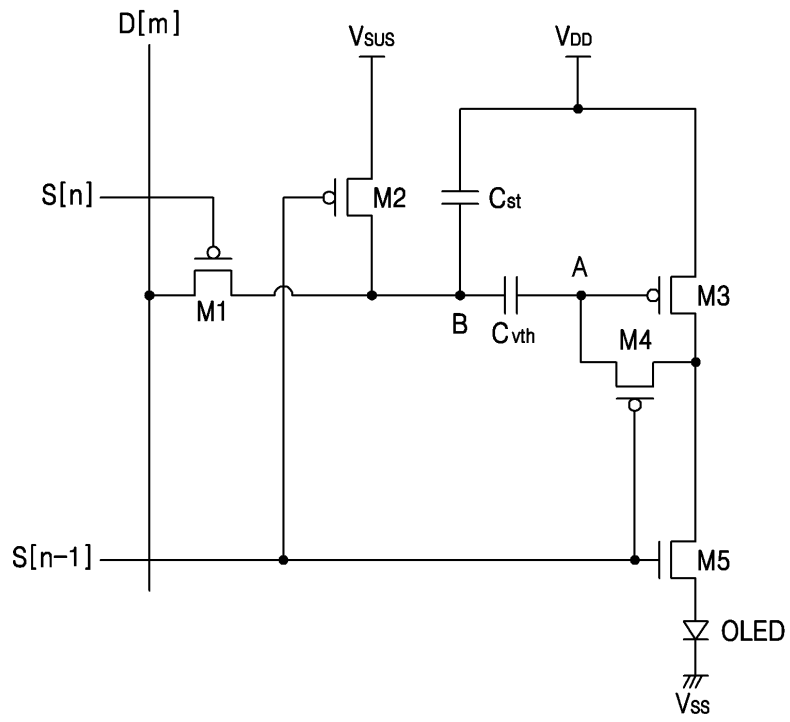 D[m]
VSUS
VDD
S[n]
M2
Cst
A
M1
B
Cvth
M3
M4
S[n-1]
M5
OLED
VSS